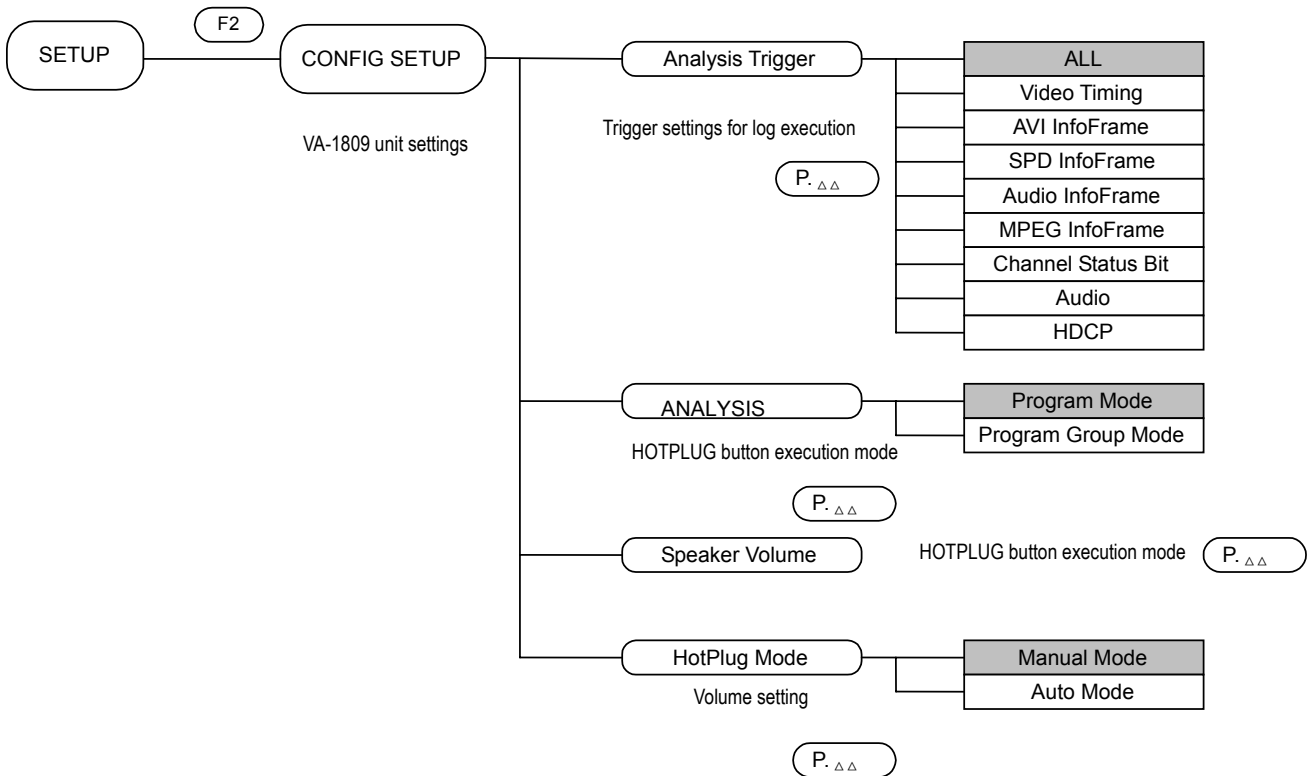 F2
SETUP
CONFIG SETUP
VA-1809 unit settings
Analysis Trigger
Trigger settings for log execution
P. △△
ALL
Video Timing
AVI InfoFrame
SPD InfoFrame
Audio InfoFrame
MPEG InfoFrame
Channel Status Bit
Audio
HDCP
ANALYSIS
HOTPLUG button execution mode
P. △△
Program Mode
Program Group Mode
Speaker Volume
HOTPLUG button execution mode
P. △△
HotPlug Mode
Volume setting
P. △△
Manual Mode
Auto Mode